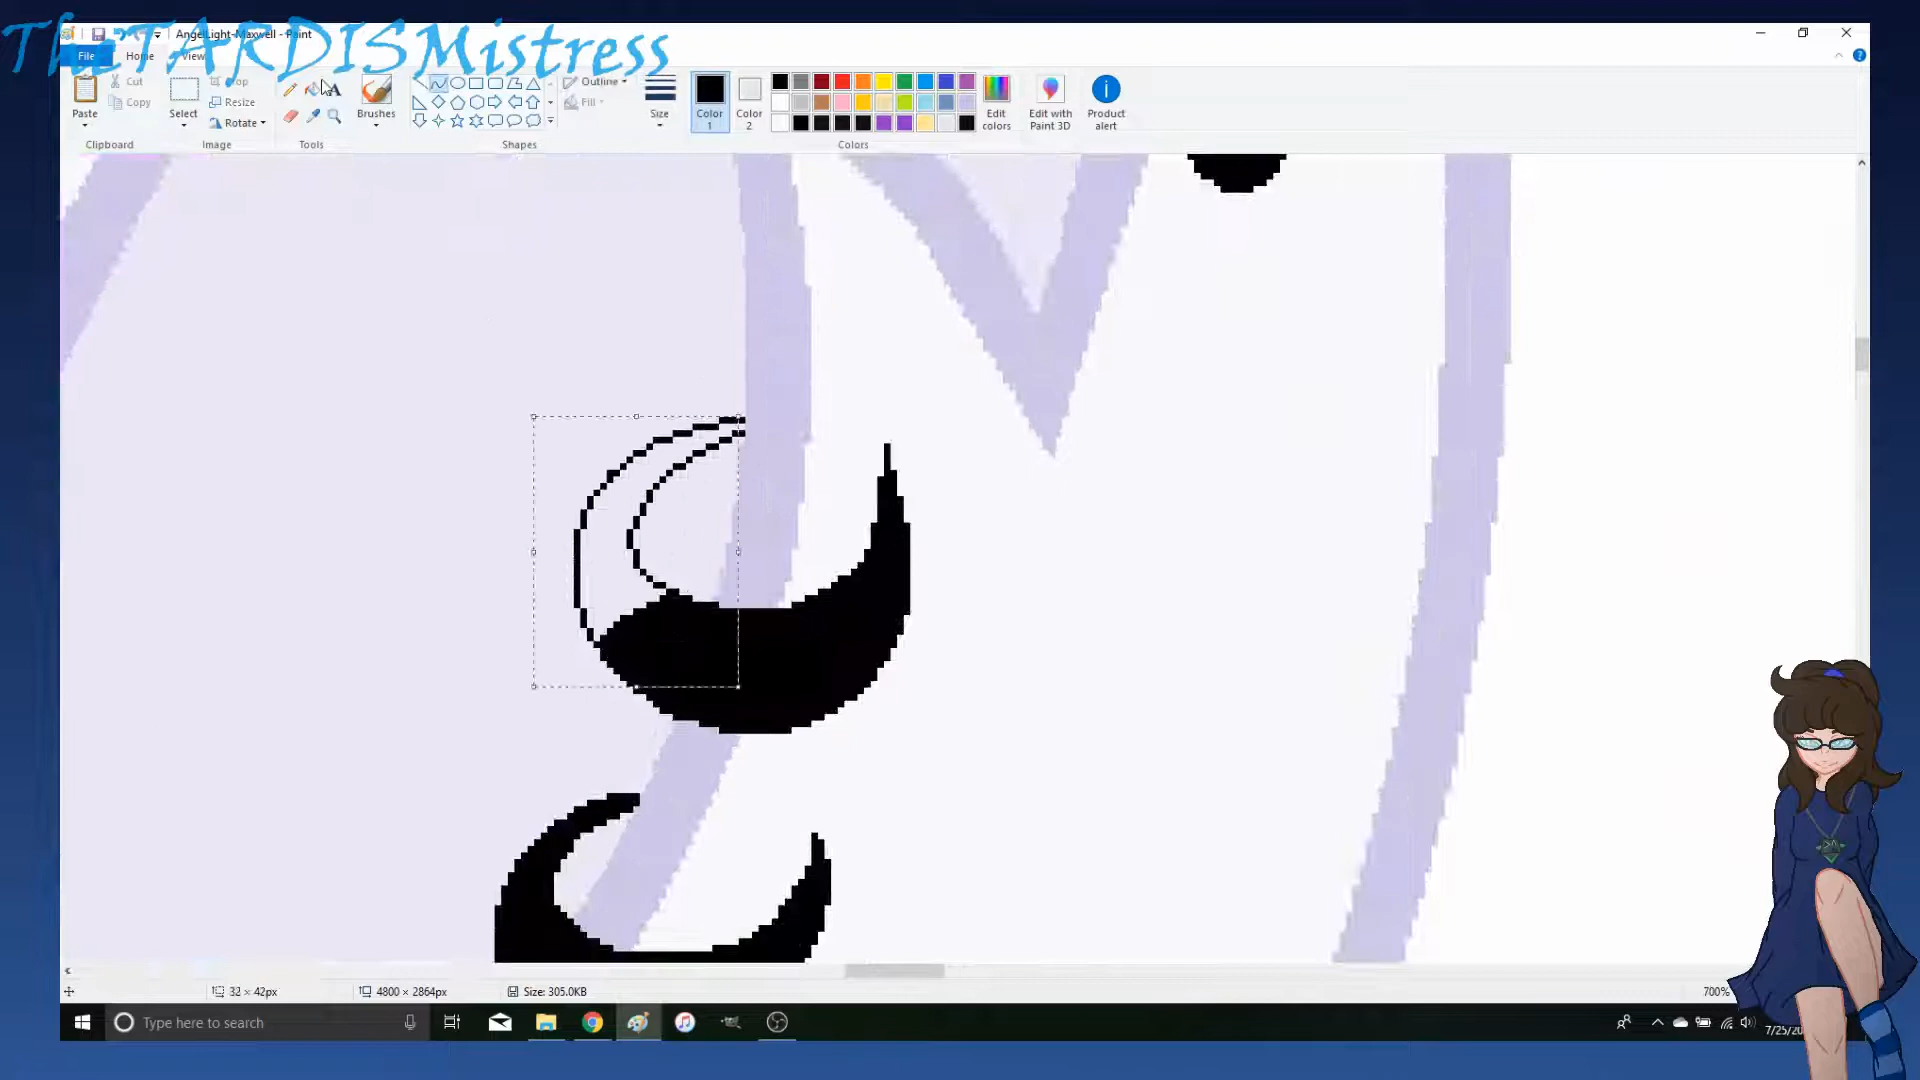 TheTARDISMistress
AngelLight-Maxwell - Paint
File
Home
View
Paste
Cut
Copy
Clipboard
Select
Crop
Resize
Rotate
Image
A
Tools
Brushes
Shapes
Outline
Fill
Size
Color
1
Color
2
Colors
Edit
colors
Edit with
Paint 3D
Product
alert
32 × 42px
4800 × 2864px
Size: 305.0KB
700%
Type here to search